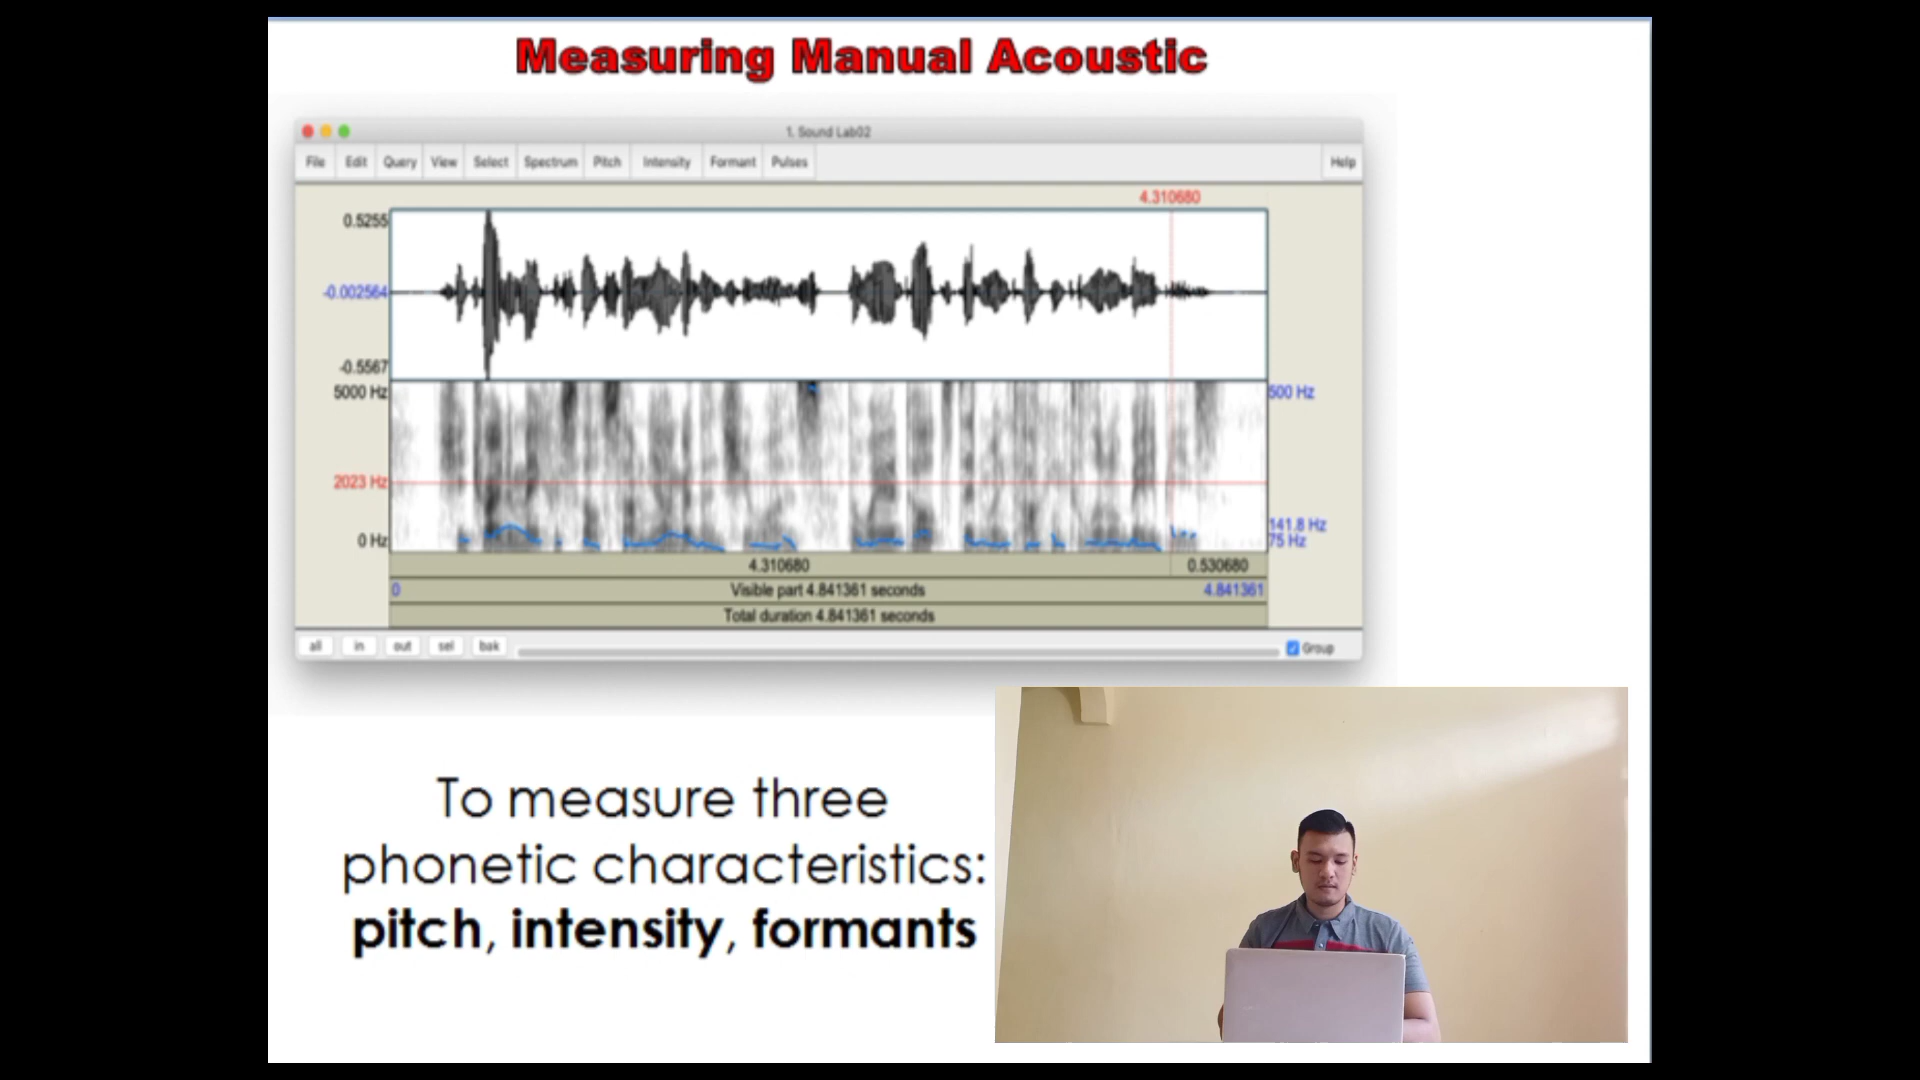 Measuring Manual Acoustic
1. Sound Lab02
File Edit Query View Select Spectrum Pitch Intensity Formant Pulses Help
4.310680
0.5255
-0.002564
-0.5567
5000 Hz 500 Hz
2023 Hz
141.8 Hz
0 Hz 75 Hz
4.310680 0.530680
0 Visible part 4.841361 seconds 4.841361
Total duration 4.841361 seconds
all in out sel bak Group
To measure three
phonetic characteristics:
pitch, intensity, formants